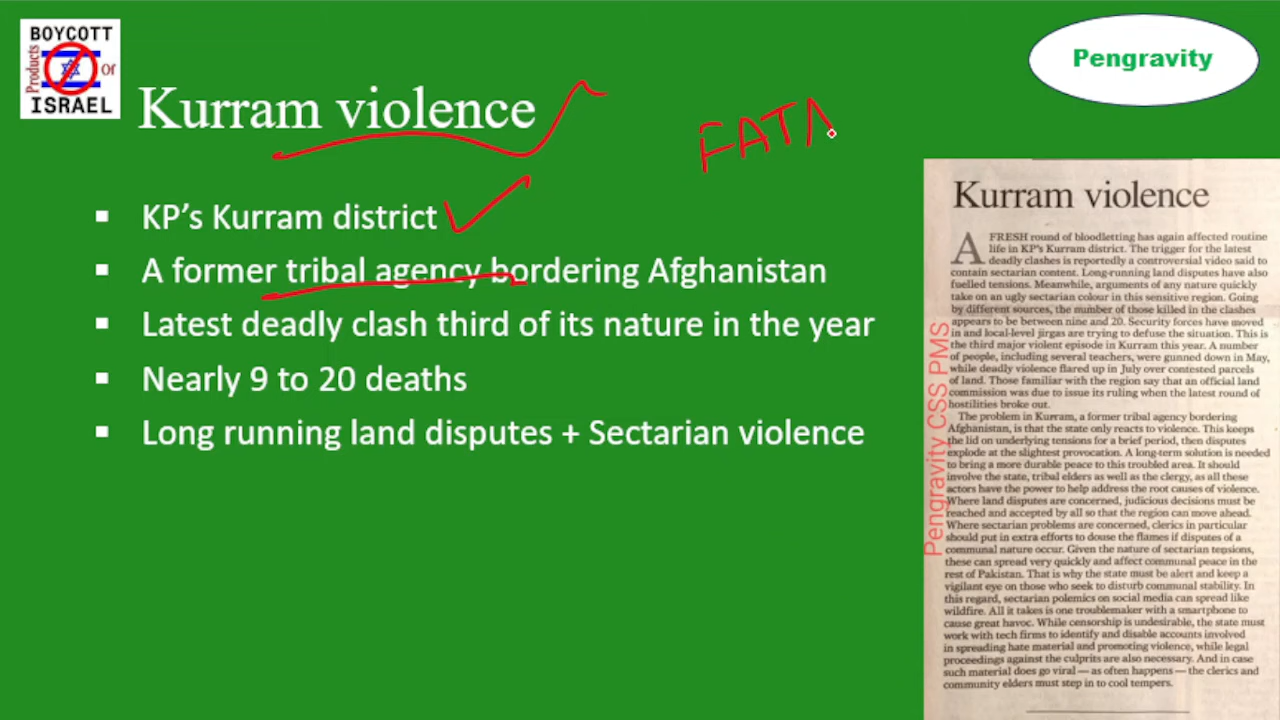 BOYCOTT
Products
or
ISRAEL
Pengravity
Kurram violence
FATA
KP's Kurram district
A former tribal agency bordering Afghanistan
Latest deadly clash third of its nature in the year
Nearly 9 to 20 deaths
Long running land disputes + Sectarian violence
Pengravity CSS PMS
Kurram violence
A FRESH round of bloodletting has again affected routine
life in KP's Kurram district. The trigger for the latest
deadly clashes is reportedly a controversial video said to
contain sectarian content. Long-running land disputes have also
fuelled tensions. Meanwhile, arguments of any nature quickly
take on an ugly sectarian colour in this sensitive region. Going
by different sources, the number of those killed in the clashes
appears to be between nine and 20. Security forces have moved
in and local-level jirgas are trying to defuse the situation. This is
the third major violent episode in Kurram this year. A number
of people, including several teachers, were gunned down in May,
while deadly violence flared up in July over contested parcels
of land. Those familiar with the region say that an official land
commission was due to issue its ruling when the latest round of
hostilities broke out.
The problem in Kurram, a former tribal agency bordering
Afghanistan, is that the state only reacts to violence. This keeps
the lid on underlying tensions for a brief period, then disputes
explode at the slightest provocation. A long-term solution is needed
to bring a more durable peace to this troubled area. It should
involve the state, tribal elders as well as the clergy, as all these
actors have the power to help address the root causes of violence.
Where land disputes are concerned, judicious decisions must be
reached and accepted by all so that the region can move ahead.
Where sectarian problems are concerned, clerics in particular
should put in extra efforts to douse the flames if disputes of a
communal nature occur. Given the nature of sectarian tensions,
these can spread very quickly and affect communal peace in the
rest of Pakistan. That is why the state must be alert and keep a
vigilant eye on those who seek to disturb communal stability. In
this regard, sectarian polemics on social media can spread like
wildfire. All it takes is one troublemaker with a smartphone to
cause great havoc. While censorship is undesirable, the state must
work with tech firms to identify and disable accounts involved
in spreading hate material and promoting violence, while legal
proceedings against the culprits are also necessary. And in case
such material does go viral — as often happens — the clerics and
community elders must step in to cool tempers.